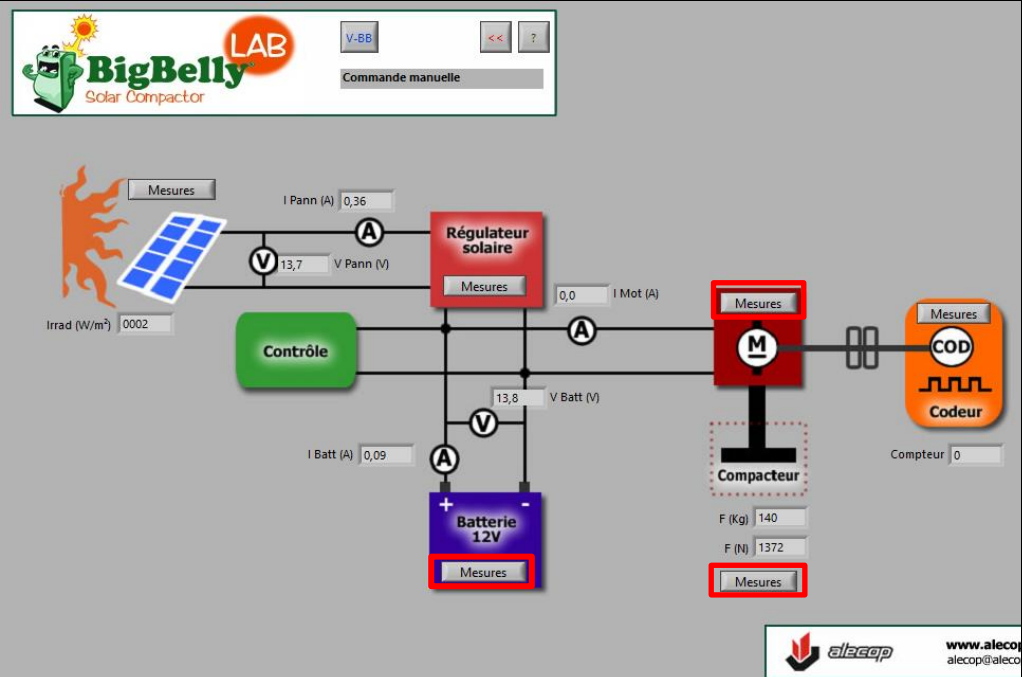 LAB
BigBelly
Solar Compactor
V-BB
<<
?
Commande manuelle
Mesures
I Pann (A) 0,36
A
V 13,7 V Pann (V)
Irrad (W/m²) 0002
Régulateur
solaire
Mesures
0,0 I Mot (A)
A
Contrôle
Mesures
M
Mesures
COD
Codeur
Compteur 0
13,8 V Batt (V)
V
I Batt (A) 0,09
A
+ -
Batterie
12V
Mesures
Compacteur
F (Kg) 140
F (N) 1372
Mesures
alecop
www.alecop
alecop@aleco